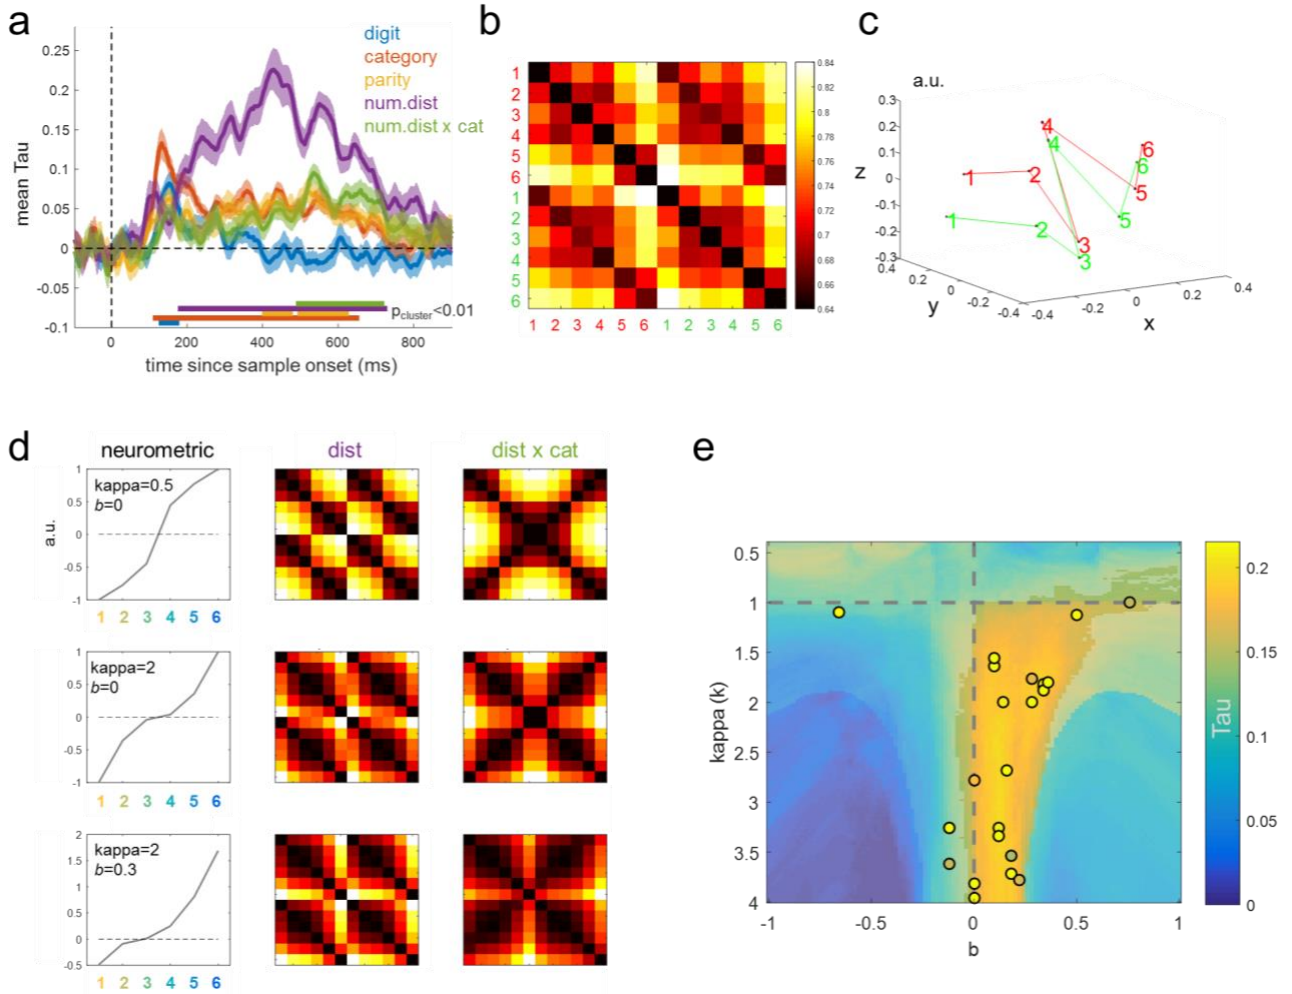 a
digit
category
parity
num.dist
num.dist x cat
0.25
0.2
0.15
0.1
0.05
0
-0.05
-0.1
mean Tau
p cluster<0.01
0 200 400 600 800
time since sample onset (ms)
b
1
2
3
4
5
6
1
2
3
4
5
6
1 2 3 4 5 6 1 2 3 4 5 6
0.84
0.82
0.8
0.78
0.76
0.74
0.72
0.7
0.68
0.66
0.64
c
a.u.
0.3
0.2
0.1
0
-0.1
-0.2
-0.3
z
0.4
0.2
0
-0.2
-0.4
y
-0.4
-0.2
0
0.2
0.4
x
1 2 3 4 5 6
1 2 3 4 5 6
d
neurometric dist dist x cat
a.u.
kappa=0.5
b=0
1
0.5
0
-0.5
-1
1 2 3 4 5 6
kappa=2
b=0
1
0.5
0
-0.5
-1
1 2 3 4 5 6
kappa=2
b=0.3
2
1.5
1
0.5
0
-0.5
1 2 3 4 5 6
e
0.5
1
1.5
2
2.5
3
3.5
4
kappa (k)
-1 -0.5 0 0.5 1
b
0.2
0.15
0.1
0.05
0
Tau